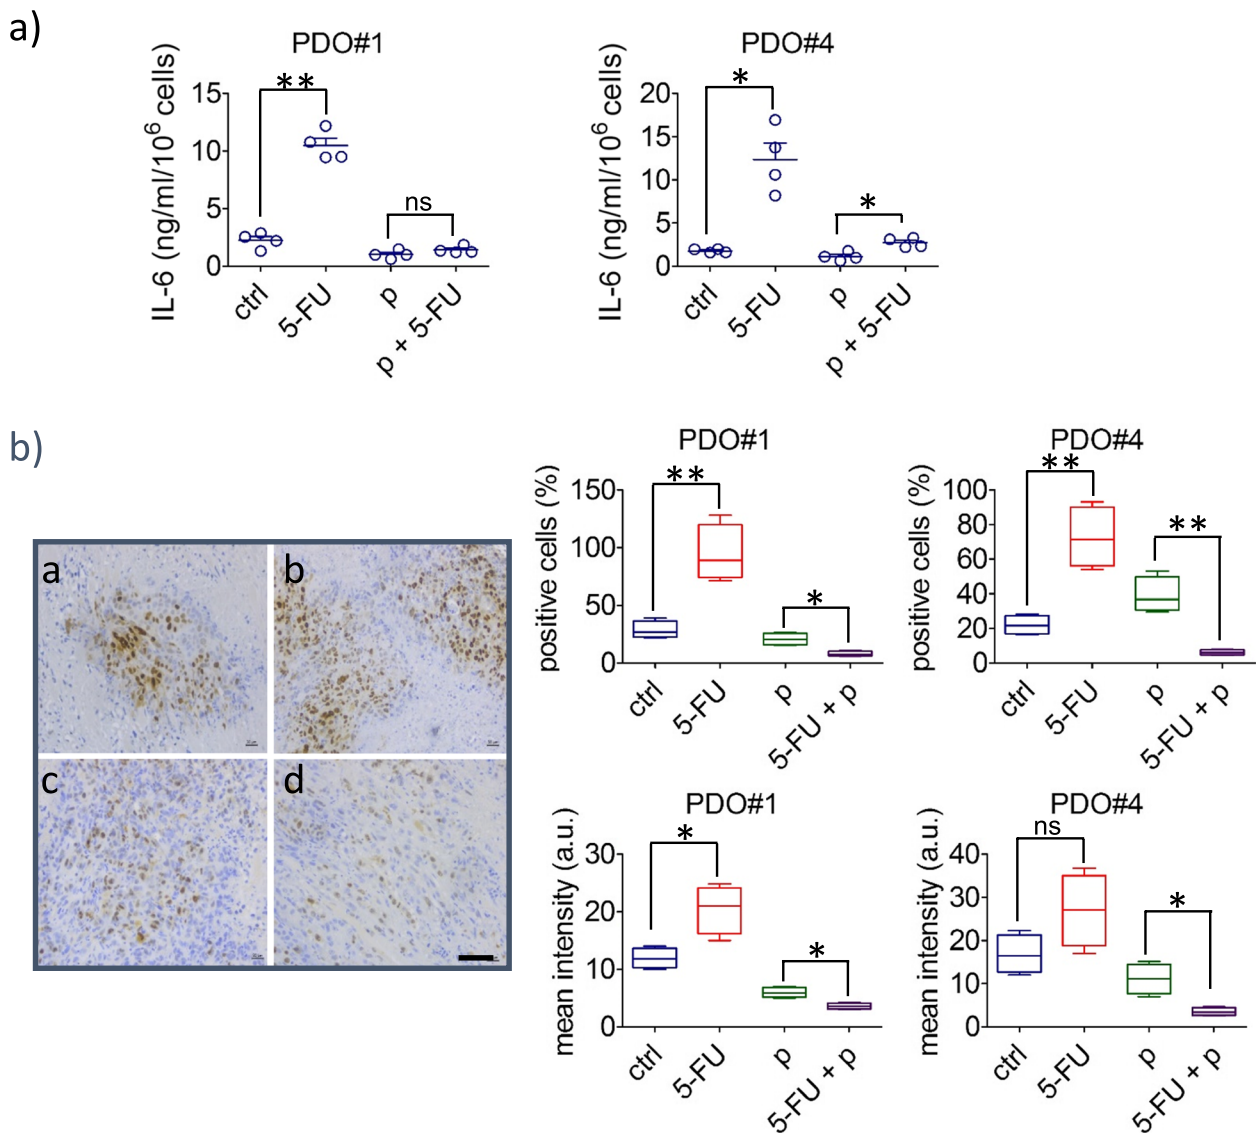 a)
PDO#1
IL-6 (ng/ml/10⁶ cells)
15
10
5
0
**
ns
ctrl
5-FU
p
p + 5-FU
PDO#4
IL-6 (ng/ml/10⁶ cells)
20
15
10
5
0
*
*
ctrl
5-FU
p
p + 5-FU
b)
a
b
c
d
PDO#1
positive cells (%)
150
100
50
0
**
*
ctrl
5-FU
p
5-FU + p
PDO#4
positive cells (%)
100
80
60
40
20
0
**
**
ctrl
5-FU
p
5-FU + p
PDO#1
mean intensity (a.u.)
30
20
10
0
*
*
ctrl
5-FU
p
5-FU + p
PDO#4
mean intensity (a.u.)
40
30
20
10
0
ns
*
ctrl
5-FU
p
5-FU + p